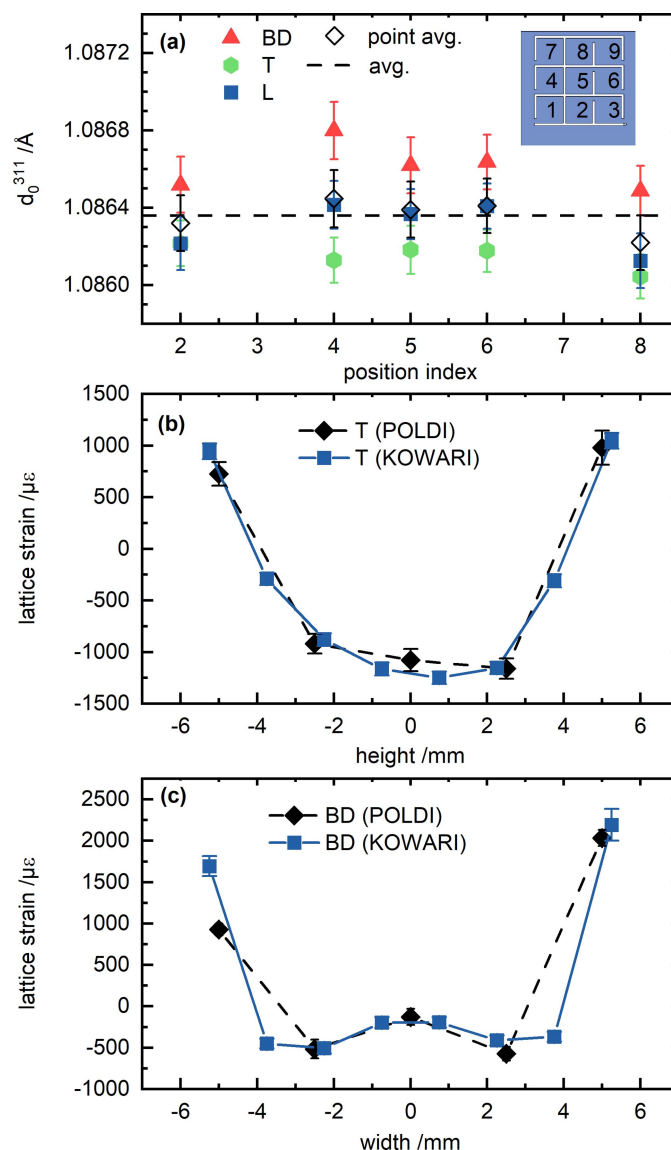 (a)
BD
point avg.
T
avg.
L
7 8 9
4 5 6
1 2 3
1.0872
1.0868
1.0864
1.0860
d₀³¹¹ /Å
2 3 4 5 6 7 8
position index
(b)
T (POLDI)
T (KOWARI)
1500
1000
500
0
-500
-1000
-1500
lattice strain /με
-6 -4 -2 0 2 4 6
height /mm
(c)
BD (POLDI)
BD (KOWARI)
2500
2000
1500
1000
500
0
-500
-1000
lattice strain /με
-6 -4 -2 0 2 4 6
width /mm